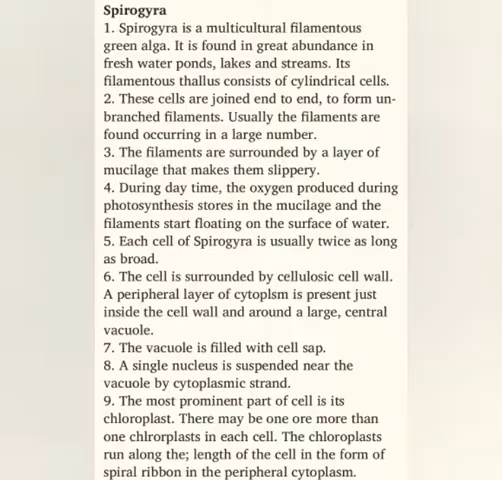 Spirogyra
1. Spirogyra is a multicultural filamentous
green alga. It is found in great abundance in
fresh water ponds, lakes and streams. Its
filamentous thallus consists of cylindrical cells.
2. These cells are joined end to end, to form un-
branched filaments. Usually the filaments are
found occurring in a large number.
3. The filaments are surrounded by a layer of
mucilage that makes them slippery.
4. During day time, the oxygen produced during
photosynthesis stores in the mucilage and the
filaments start floating on the surface of water.
5. Each cell of Spirogyra is usually twice as long
as broad.
6. The cell is surrounded by cellulosic cell wall.
A peripheral layer of cytoplsm is present just
inside the cell wall and around a large, central
vacuole.
7. The vacuole is filled with cell sap.
8. A single nucleus is suspended near the
vacuole by cytoplasmic strand.
9. The most prominent part of cell is its
chloroplast. There may be one ore more than
one chlrorplasts in each cell. The chloroplasts
run along the; length of the cell in the form of
spiral ribbon in the peripheral cytoplasm.